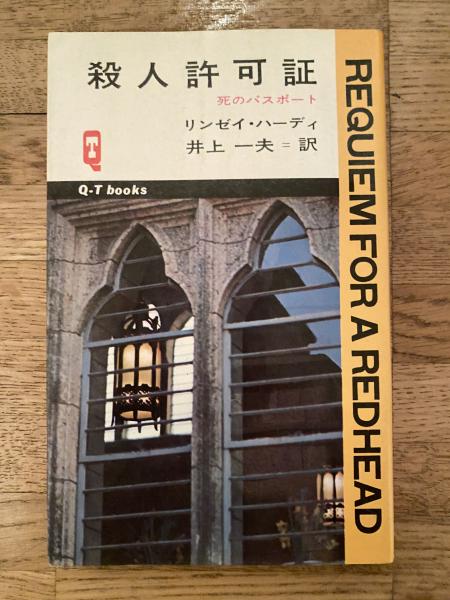 殺人許可証
死のパスポート
リンゼイ・ハーディ
井上一夫=訳
QT
Q-T books
REQUIEM FOR A REDHEAD